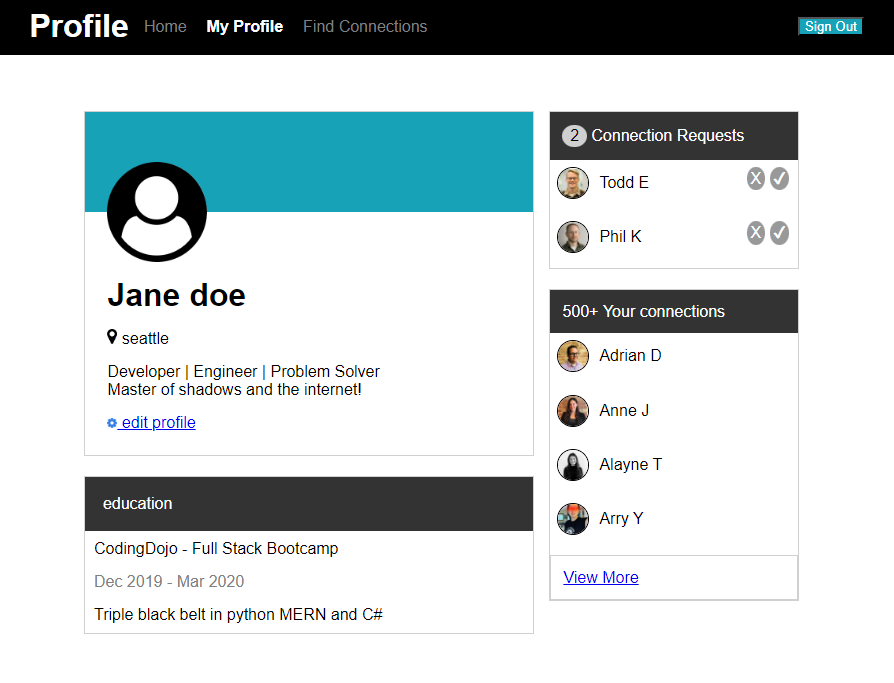 Profile Home My Profile Find Connections Sign Out
Jane doe
seattle
Developer | Engineer | Problem Solver
Master of shadows and the internet!
edit profile
education
CodingDojo - Full Stack Bootcamp
Dec 2019 - Mar 2020
Triple black belt in python MERN and C#
2 Connection Requests
Todd E X ✓
Phil K X ✓
500+ Your connections
Adrian D
Anne J
Alayne T
Arry Y
View More